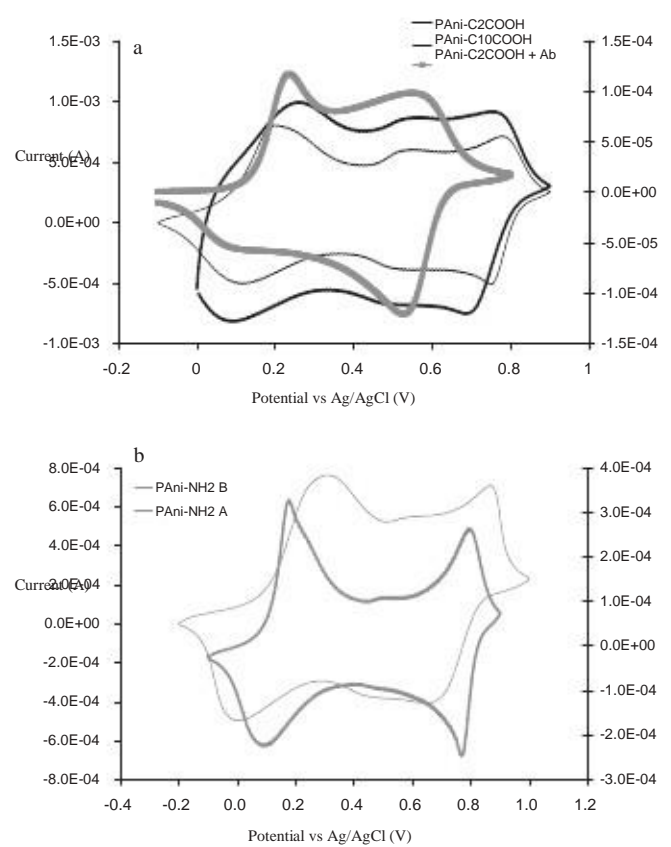 PAni-C2COOH
PAni-C10COOH
PAni-C2COOH + Ab
a
1.5E-03
1.0E-03
5.0E-04
0.0E+00
-5.0E-04
-1.0E-03
Current (A)
1.5E-04
1.0E-04
5.0E-05
0.0E+00
-5.0E-05
-1.0E-04
-1.5E-04
-0.2 0 0.2 0.4 0.6 0.8 1
Potential vs Ag/AgCl (V)
b
PAni-NH2 B
PAni-NH2 A
8.0E-04
6.0E-04
4.0E-04
2.0E-04
0.0E+00
-2.0E-04
-4.0E-04
-6.0E-04
-8.0E-04
Current (A)
4.0E-04
3.0E-04
2.0E-04
1.0E-04
0.0E+00
-1.0E-04
-2.0E-04
-3.0E-04
-0.4 -0.2 0.0 0.2 0.4 0.6 0.8 1.0 1.2
Potential vs Ag/AgCl (V)